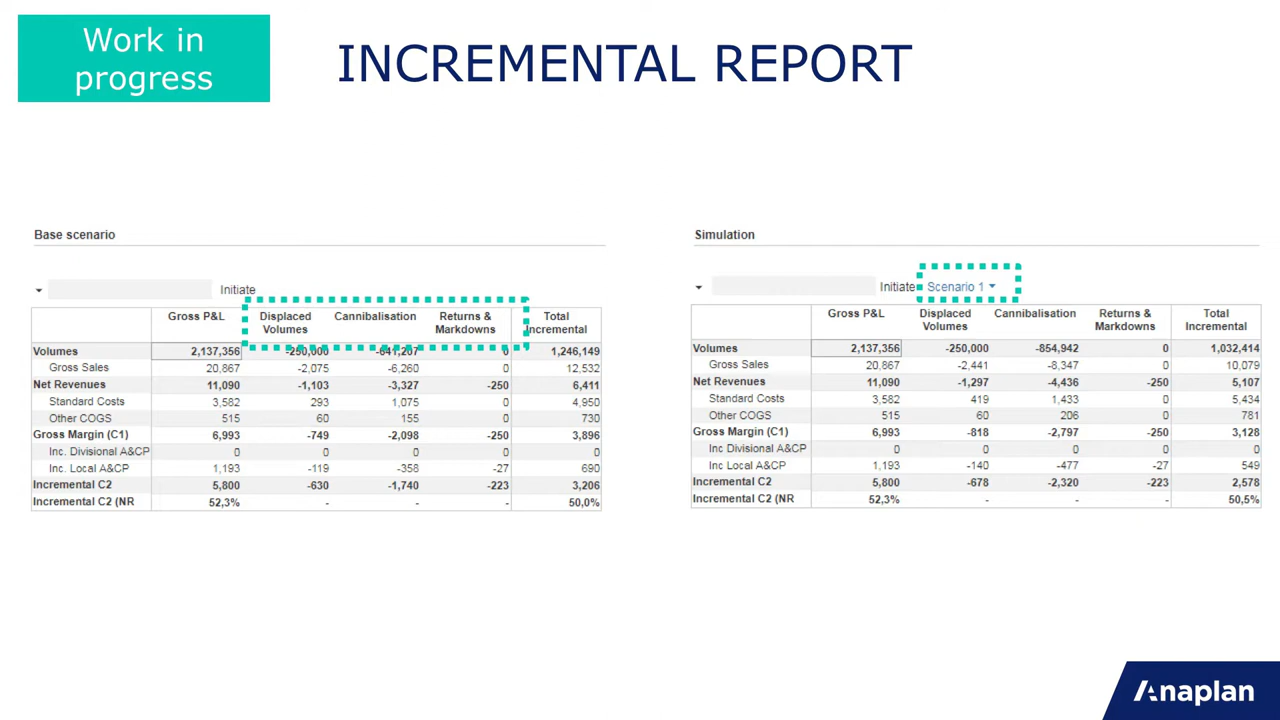 Work in
progress
INCREMENTAL REPORT
Base scenario
Initiate
Gross P&L Displaced Volumes Cannibalisation Returns & Markdowns Total Incremental
Volumes 2,137,356 -250,000 -641,207 0 1,246,149
Gross Sales 20,867 -2,075 -6,260 0 12,532
Net Revenues 11,090 -1,103 -3,327 -250 6,411
Standard Costs 3,582 293 1,075 0 4,950
Other COGS 515 60 155 0 730
Gross Margin (C1) 6,993 -749 -2,098 -250 3,896
Inc. Divisional A&CP 0 0 0 0 0
Inc. Local A&CP 1,193 -119 -358 -27 690
Incremental C2 5,800 -630 -1,740 -223 3,206
Incremental C2 (NR 52,3% - - - 50,0%
Simulation
Initiate Scenario 1
Gross P&L Displaced Volumes Cannibalisation Returns & Markdowns Total Incremental
Volumes 2,137,356 -250,000 -854,942 0 1,032,414
Gross Sales 20,867 -2,441 -8,347 0 10,079
Net Revenues 11,090 -1,297 -4,436 -250 5,107
Standard Costs 3,582 419 1,433 0 5,434
Other COGS 515 60 206 0 781
Gross Margin (C1) 6,993 -818 -2,797 -250 3,128
Inc Divisional A&CP 0 0 0 0 0
Inc Local A&CP 1,193 -140 -477 -27 549
Incremental C2 5,800 -678 -2,320 -223 2,578
Incremental C2 (NR 52,3% - - - 50,5%
Anaplan